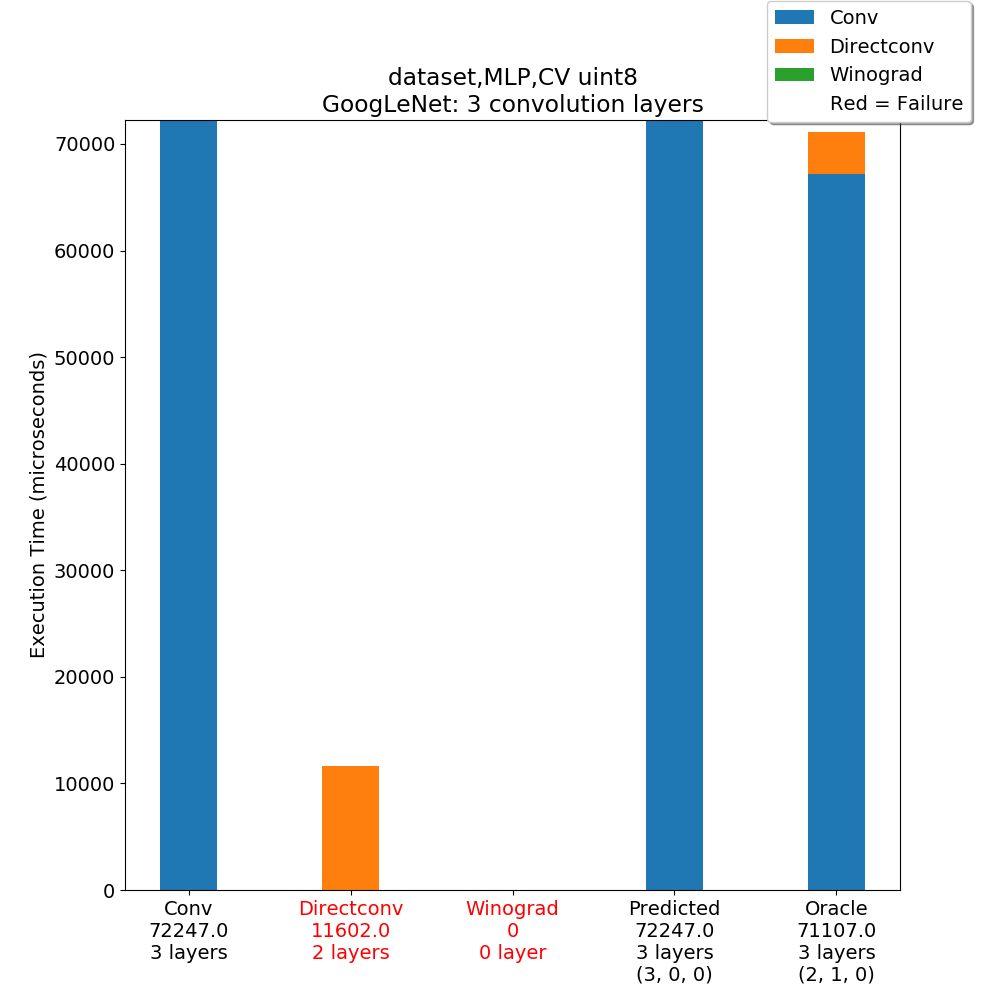 Conv
Directconv
Winograd
Red = Failure
dataset,MLP,CV uint8
GoogLeNet: 3 convolution layers
Execution Time (microseconds)
70000
60000
50000
40000
30000
20000
10000
0
Conv
72247.0
3 layers
Directconv
11602.0
2 layers
Winograd
0
0 layer
Predicted
72247.0
3 layers
(3, 0, 0)
Oracle
71107.0
3 layers
(2, 1, 0)